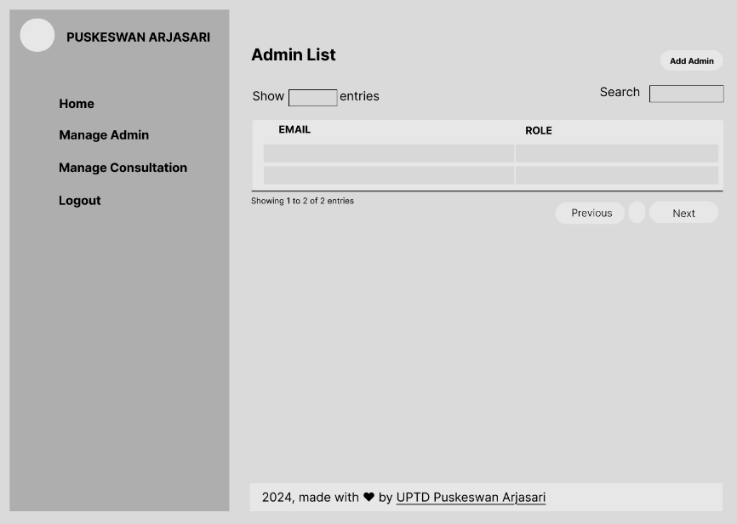 PUSKESWAN ARJASARI
Home
Manage Admin
Manage Consultation
Logout
Admin List
Add Admin
Show entries
Search
EMAIL ROLE
Showing 1 to 2 of 2 entries
Previous Next
2024, made with ♥ by UPTD Puskeswan Arjasari